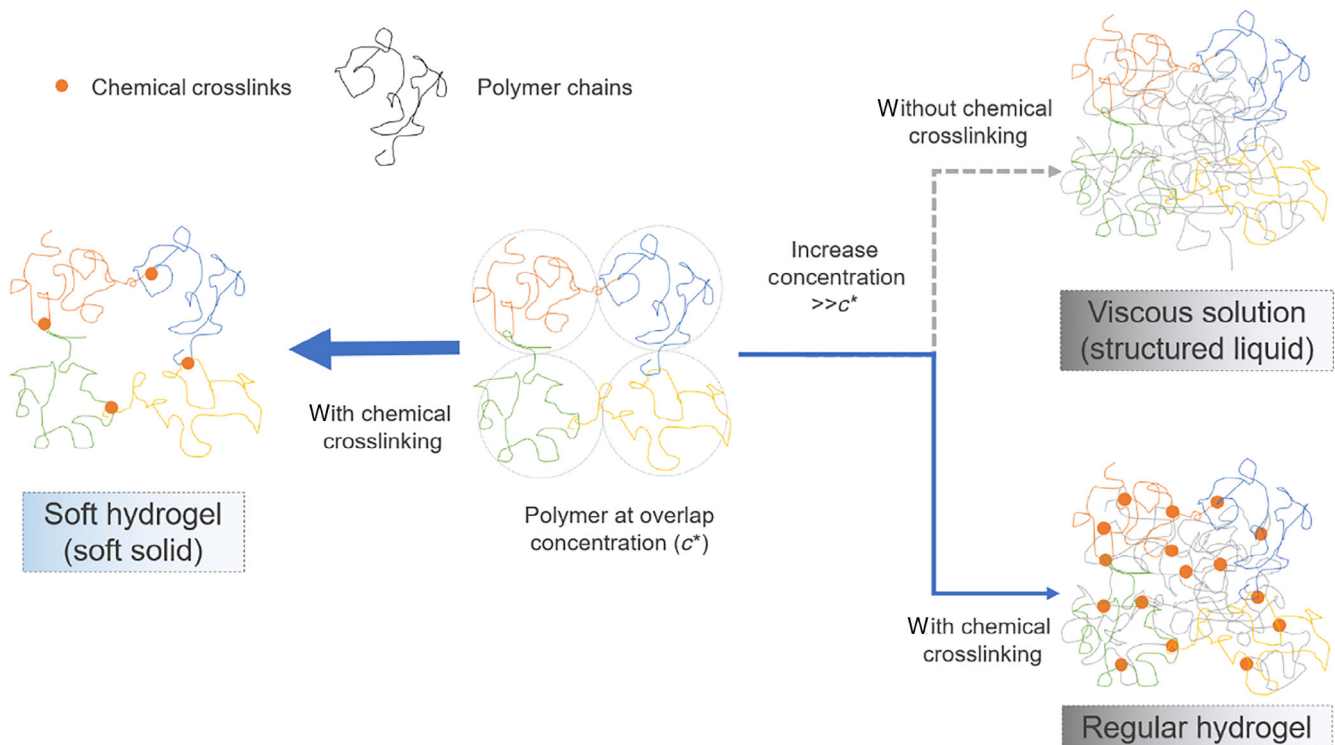 Chemical crosslinks
Polymer chains
Without chemical
crosslinking
Increase
concentration
>>c*
Viscous solution
(structured liquid)
With chemical
crosslinking
Soft hydrogel
(soft solid)
Polymer at overlap
concentration (c*)
With chemical
crosslinking
Regular hydrogel